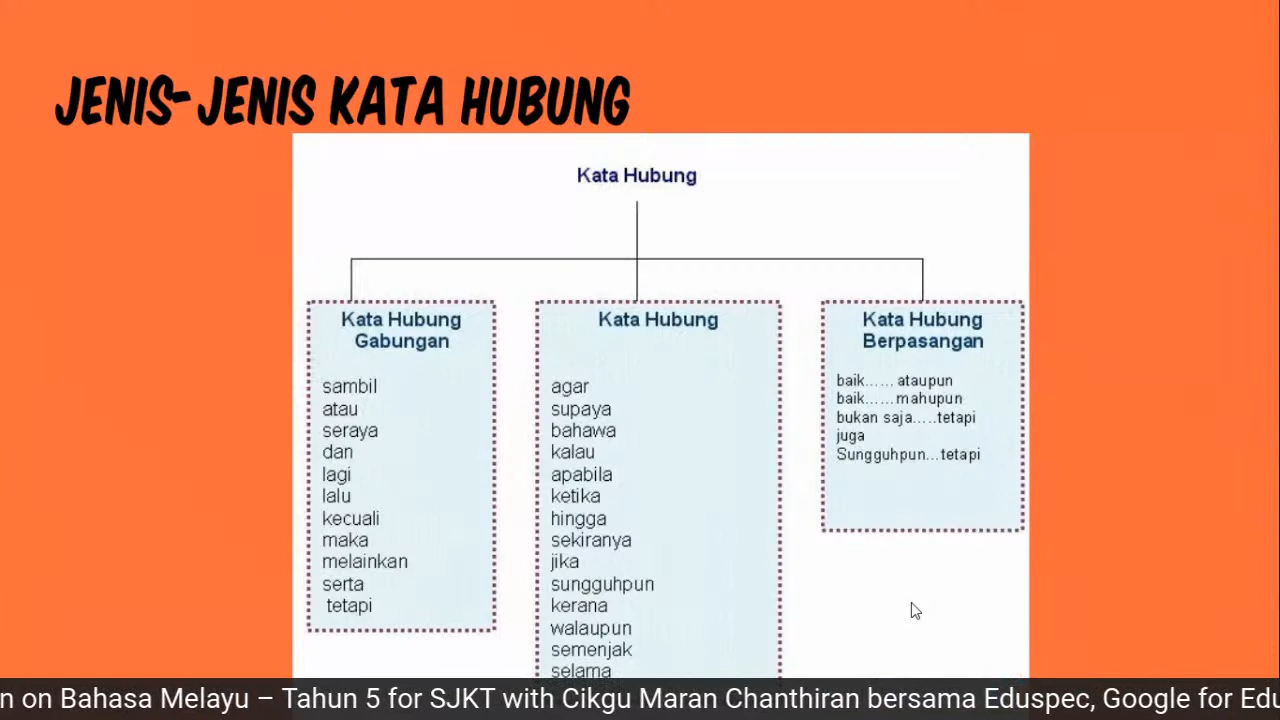 JENIS-JENIS KATA HUBUNG
Kata Hubung
Kata Hubung
Gabungan
sambil
atau
seraya
dan
lagi
lalu
kecuali
maka
melainkan
serta
tetapi
Kata Hubung
agar
supaya
bahawa
kalau
apabila
ketika
hingga
sekiranya
jika
sungguhpun
kerana
walaupun
semenjak
selama
Kata Hubung
Berpasangan
baik...... ataupun
baik......mahupun
bukan saja.....tetapi
juga
Sungguhpun...tetapi
n on Bahasa Melayu – Tahun 5 for SJKT with Cikgu Maran Chanthiran bersama Eduspec, Google for Edu